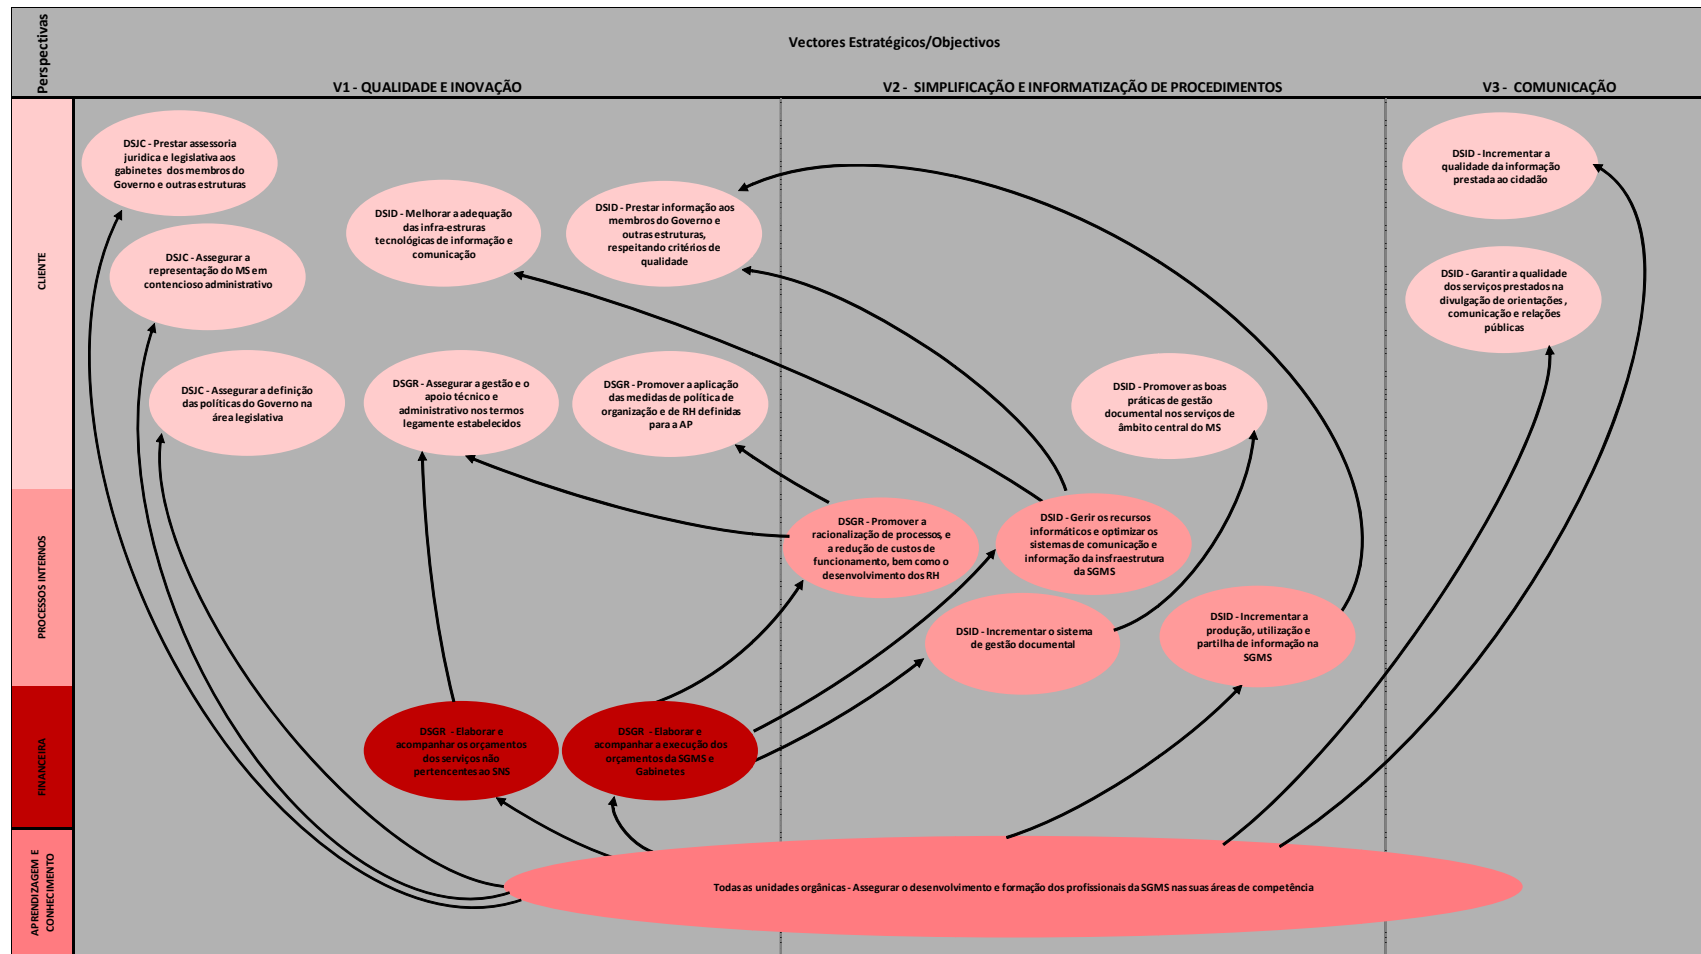 Perspectivas
Vectores Estratégicos/Objectivos
V1 - QUALIDADE E INOVAÇÃO
V2 - SIMPLIFICAÇÃO E INFORMATIZAÇÃO DE PROCEDIMENTOS
V3 - COMUNICAÇÃO
CLIENTE
DSJC - Prestar assessoria
juridica e legislativa aos
gabinetes dos membros do
Governo e outras estruturas
DSID - Melhorar a adequação
das infra-estruras
tecnológicas de informação e
comunicação
DSID - Prestar informação aos
membros do Governo e
outras estruturas,
respeitando critérios de
qualidade
DSID - Incrementar a
qualidade da informação
prestada ao cidadão
DSJC - Assegurar a
representação do MS em
contencioso administrativo
DSID - Garantir a qualidade
dos serviços prestados na
divulgação de orientações ,
comunicação e relações
públicas
DSJC - Assegurar a definição
das políticas do Governo na
área legislativa
DSGR - Assegurar a gestão e o
apoio técnico e
administrativo nos termos
legamente estabelecidos
DSGR - Promover a aplicação
das medidas de política de
organização e de RH definidas
para a AP
DSID - Promover as boas
práticas de gestão
documental nos serviços de
âmbito central do MS
PROCESSOS INTERNOS
DSGR - Promover a
racionalização de processos, e
a redução de custos de
funcionamento, bem como o
desenvolvimento dos RH
DSID - Gerir os recursos
informáticos e optimizar os
sistemas de comunicação e
informação da insfraestrutura
da SGMS
DSID - Incrementar o sistema
de gestão documental
DSID - Incrementar a
produção, utilização e
partilha de informação na
SGMS
FINANCEIRA
DSGR - Elaborar e
acompanhar os orçamentos
dos serviços não
pertencentes ao SNS
DSGR - Elaborar e
acompanhar a execução dos
orçamentos da SGMS e
Gabinetes
APRENDIZAGEM E
CONHECIMENTO
Todas as unidades orgânicas - Assegurar o desenvolvimento e formação dos profissionais da SGMS nas suas áreas de competência